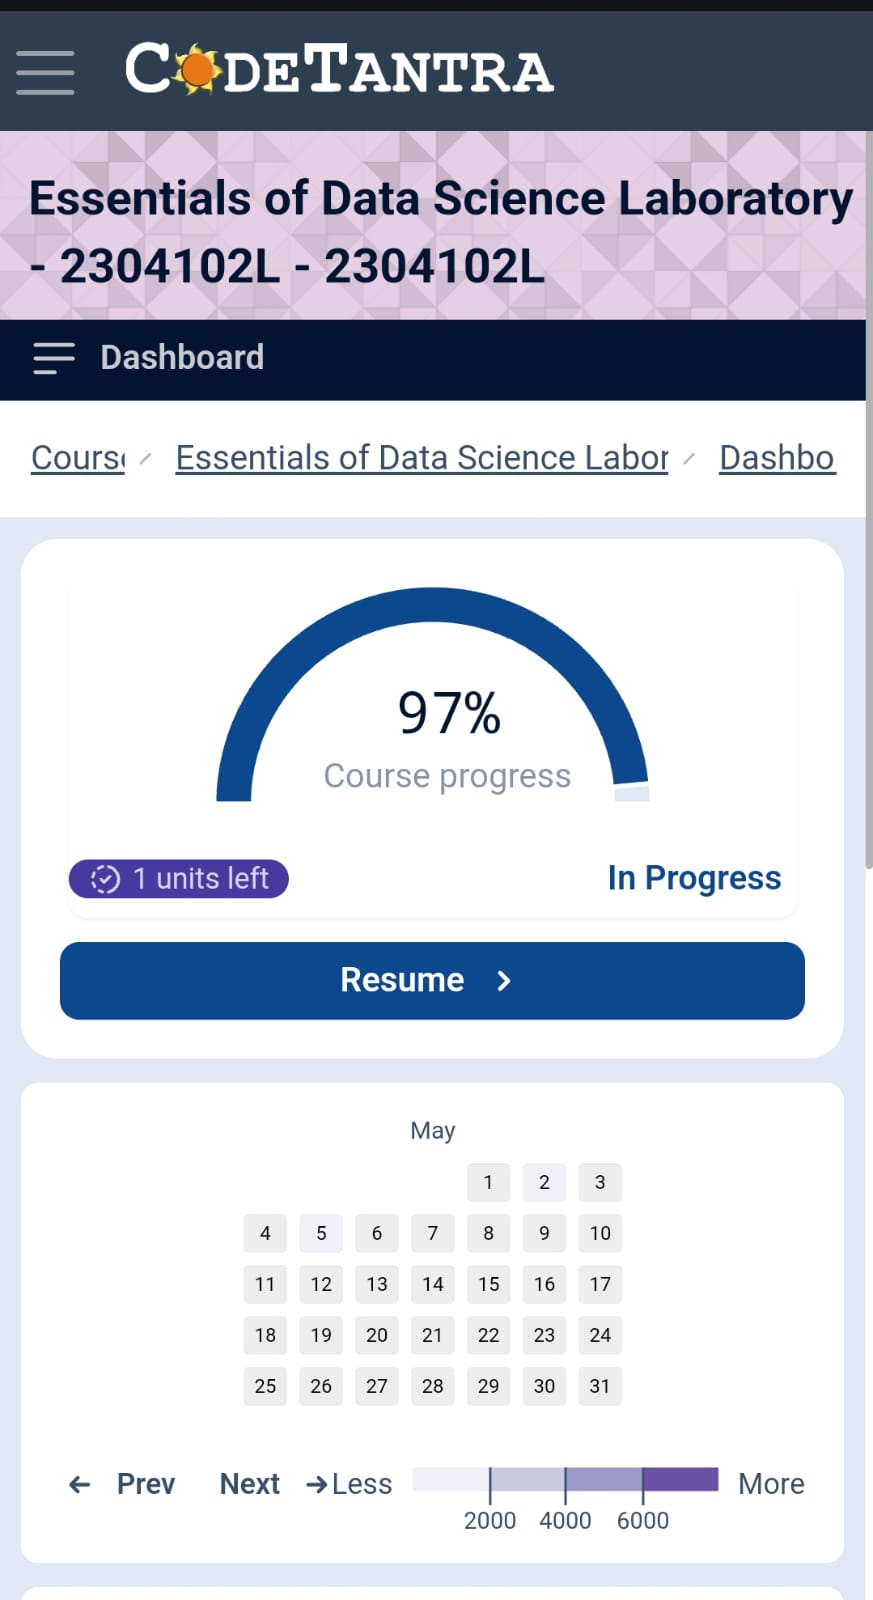 CODETANTRA
Essentials of Data Science Laboratory
- 2304102L - 2304102L
Dashboard
Cours Essentials of Data Science Labor Dashbo
97%
Course progress
1 units left In Progress
Resume
May
1 2 3
4 5 6 7 8 9 10
11 12 13 14 15 16 17
18 19 20 21 22 23 24
25 26 27 28 29 30 31
Prev Next Less More
2000 4000 6000